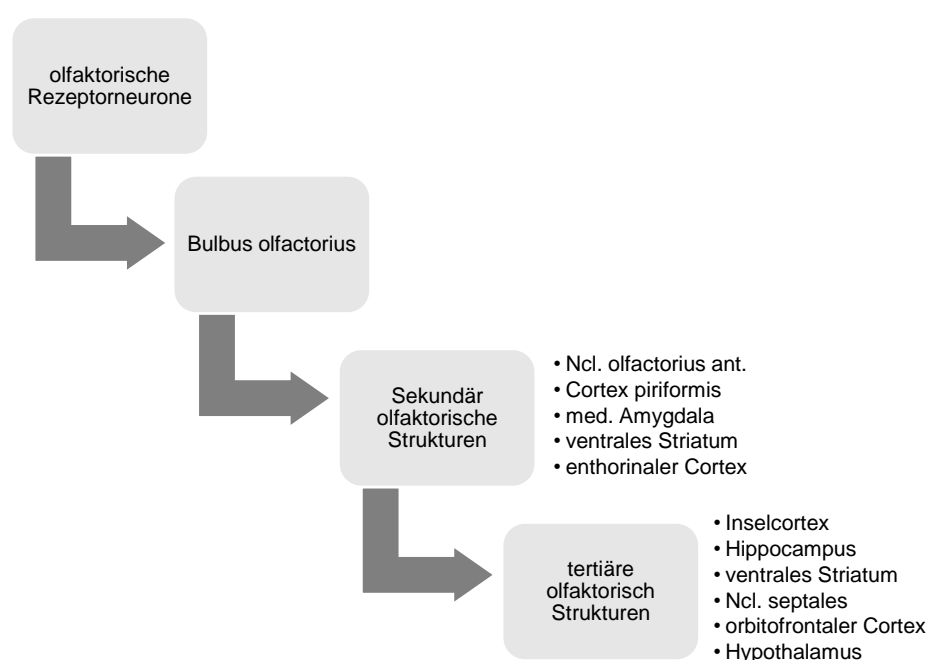 olfaktorische
Rezeptorneurone
Bulbus olfactorius
Sekundär
olfaktorische
Strukturen
• Ncl. olfactorius ant.
• Cortex piriformis
• med. Amygdala
• ventrales Striatum
• enthorinaler Cortex
tertiäre
olfaktorisch
Strukturen
• Inselcortex
• Hippocampus
• ventrales Striatum
• Ncl. septales
• orbitofrontaler Cortex
• Hypothalamus